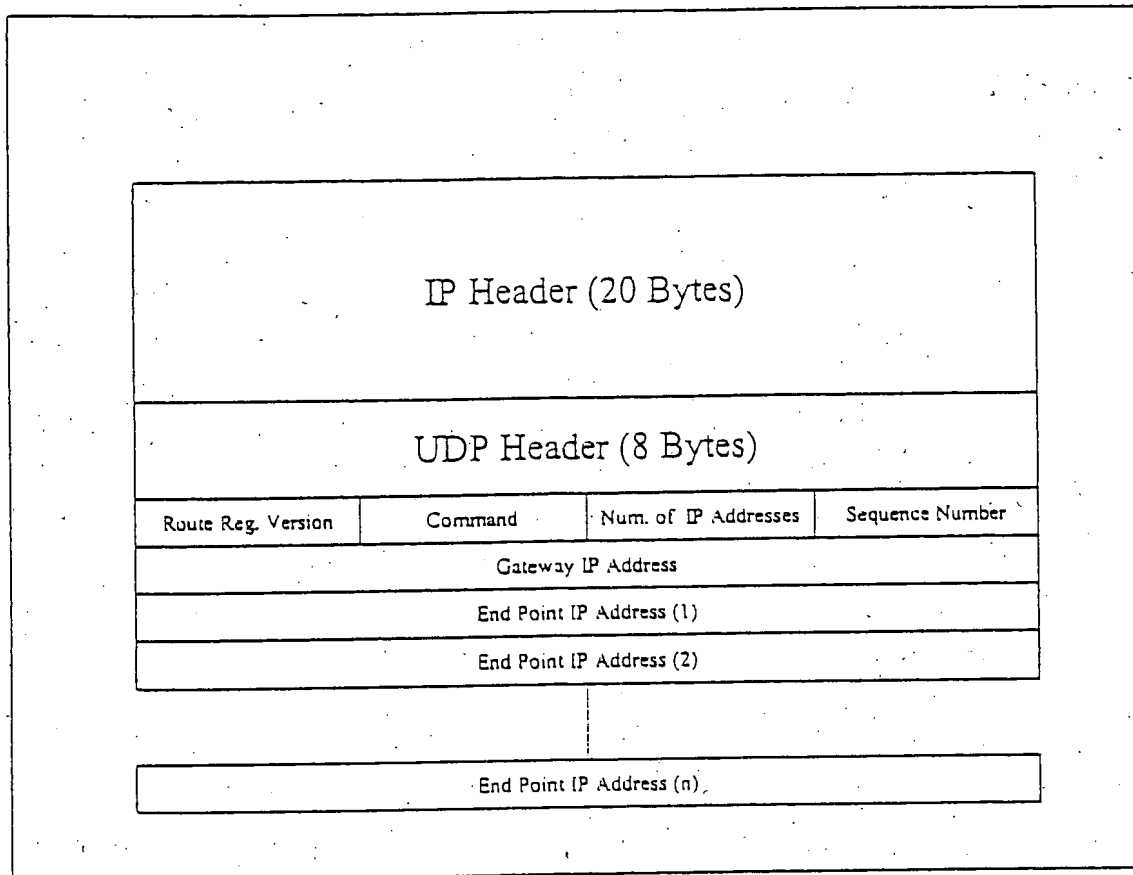 IP Header (20 Bytes)
UDP Header (8 Bytes)
Route Reg. Version Command Num. of IP Addresses Sequence Number
Gateway IP Address
End Point IP Address (1)
End Point IP Address (2)
End Point IP Address (n)